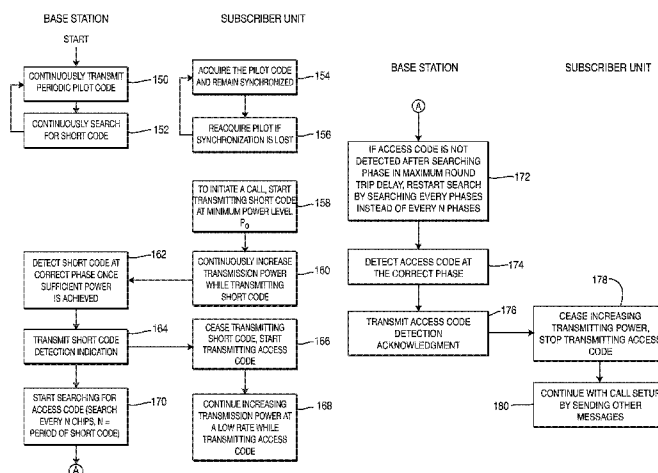 BASE STATION
SUBSCRIBER UNIT
START
CONTINUOUSLY TRANSMIT
PERIODIC PILOT CODE
150
CONTINUOUSLY SEARCH
FOR SHORT CODE
152
ACQUIRE THE PILOT CODE
AND REMAIN SYNCHRONIZED
154
REACQUIRE PILOT IF
SYNCHRONIZATION IS LOST
156
TO INITIATE A CALL, START
TRANSMITTING SHORT CODE
AT MINIMUM POWER LEVEL
P0
158
162
DETECT SHORT CODE AT
CORRECT PHASE ONCE
SUFFICIENT POWER
IS ACHIEVED
CONTINUOUSLY INCREASE
TRANSMISSION POWER
WHILE TRANSMITTING
SHORT CODE
160
164
TRANSMIT SHORT CODE
DETECTION INDICATION
CEASE TRANSMITTING
SHORT CODE, START
TRANSMITTING ACCESS
CODE
166
170
START SEARCHING FOR
ACCESS CODE (SEARCH
EVERY N CHIPS, N =
PERIOD OF SHORT CODE)
CONTINUE INCREASING
TRANSMISSION POWER AT
A LOW RATE WHILE
TRANSMITTING ACCESS
CODE
168
A
BASE STATION
SUBSCRIBER UNIT
A
IF ACCESS CODE IS NOT
DETECTED AFTER SEARCHING
PHASE IN MAXIMUM ROUND
TRIP DELAY, RESTART SEARCH
BY SEARCHING EVERY PHASES
INSTEAD OF EVERY N PHASES
172
DETECT ACCESS CODE AT
THE CORRECT PHASE
174
176
TRANSMIT ACCESS CODE
DETECTION
ACKNOWLEDGMENT
178
CEASE INCREASING
TRANSMITTING POWER,
STOP TRANSMITTING ACCESS
CODE
180
CONTINUE WITH CALL SETUP
BY SENDING OTHER
MESSAGES